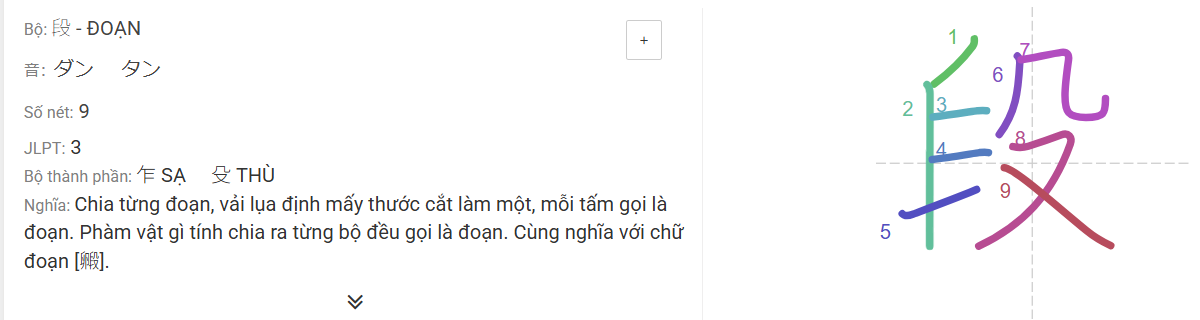 Bộ: 段 - ĐOẠN
+
音: ダン タン
Số nét: 9
JLPT: 3
Bộ thành phần: 乍 SẠ 殳 THÙ
Nghĩa: Chia từng đoạn, vải lụa định mấy thước cắt làm một, mỗi tấm gọi là
đoạn. Phàm vật gì tính chia ra từng bộ đều gọi là đoạn. Cùng nghĩa với chữ
đoạn [毈].
段
1
2
3
4
5
6
7
8
9